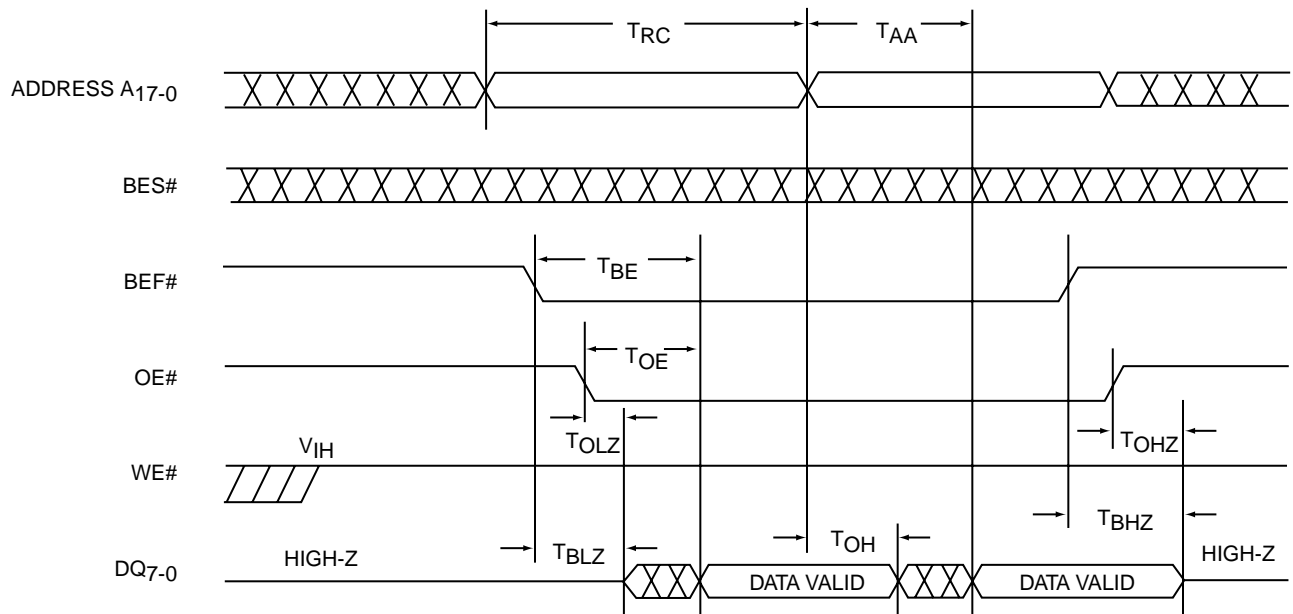 TRC TAA
ADDRESS A17-0
BES#
TBE
BEF#
TOE
OE#
TOLZ TOHZ
VIH
WE#
TBLZ TOH TBHZ
HIGH-Z HIGH-Z
DQ7-0 DATA VALID DATA VALID